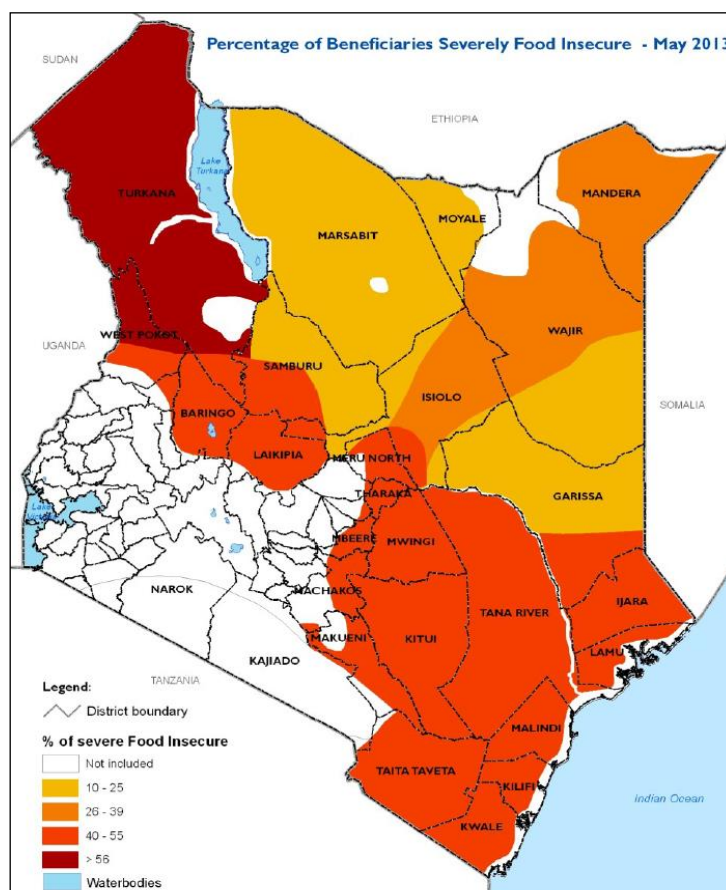 Percentage of Beneficiaries Severely Food Insecure - May 2013
SUDAN
ETHIOPIA
Lake
Turkana
TURKANA
MANDERA
MOYALE
MARSABIT
WAJIR
WEST POKOT
UGANDA
SAMBURU
ISIOLO
SOMALIA
BARINGO
LAIKIPIA
MERU NORTH
THARAKA
GARISSA
Lake
MBEERE
MWINGI
NAROK
MACHAKOS
TANA RIVER
IJARA
MAKUENI
KITUI
LAMU
KAJIADO
TANZANIA
MALINDI
TAITA TAVETA
KILIFI
KWALE
Indian Ocean
Legend:
District boundary
% of severe Food Insecure
Not included
10 - 25
26 - 39
40 - 55
> 56
Waterbodies